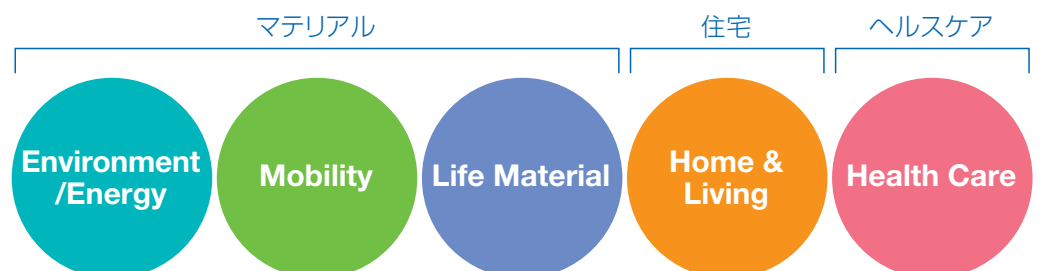 マテリアル
住宅
ヘルスケア
Environment
/Energy
Mobility
Life Material
Home &
Living
Health Care